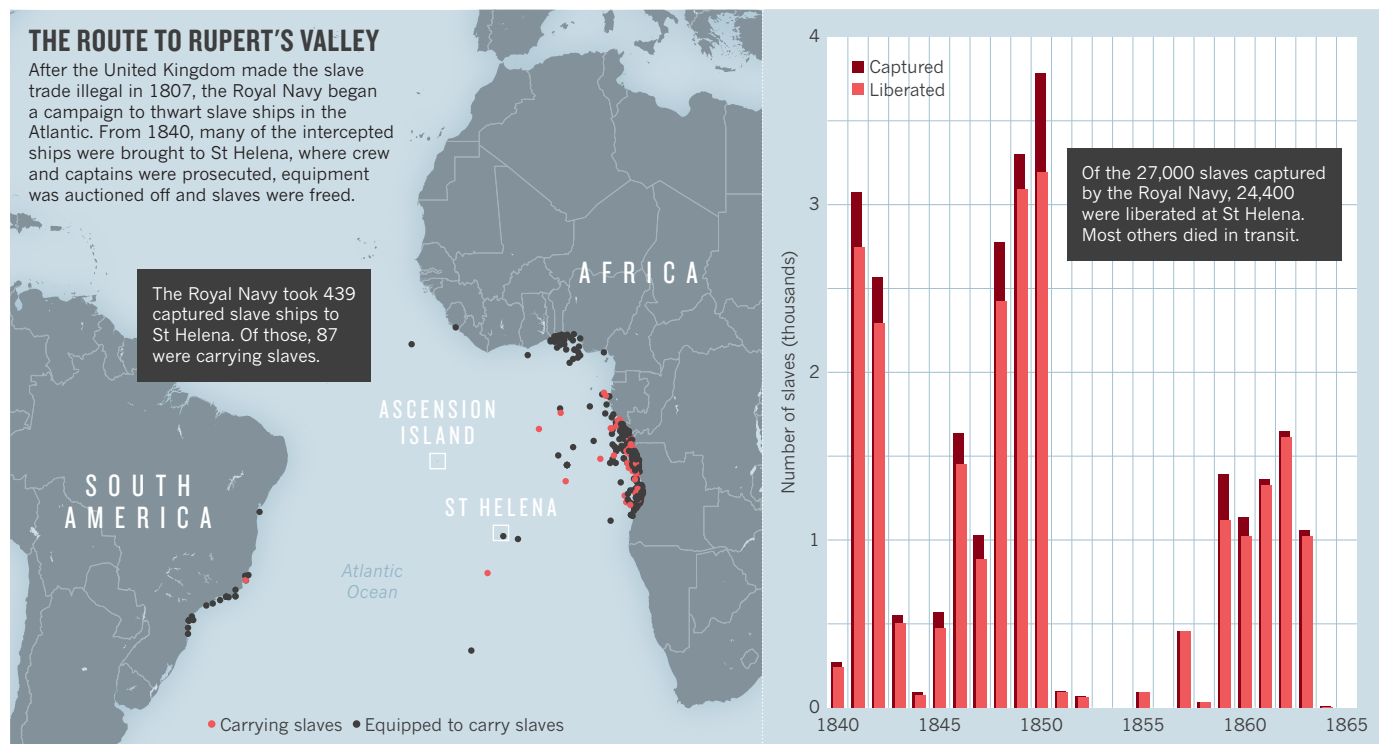 THE ROUTE TO RUPERT'S VALLEY
After the United Kingdom made the slave
trade illegal in 1807, the Royal Navy began
a campaign to thwart slave ships in the
Atlantic. From 1840, many of the intercepted
ships were brought to St Helena, where crew
and captains were prosecuted, equipment
was auctioned off and slaves were freed.
The Royal Navy took 439
captured slave ships to
St Helena. Of those, 87
were carrying slaves.
AFRICA
ASCENSION
ISLAND
SOUTH
AMERICA
ST HELENA
Atlantic
Ocean
Carrying slaves
Equipped to carry slaves
Captured
Liberated
Of the 27,000 slaves captured
by the Royal Navy, 24,400
were liberated at St Helena.
Most others died in transit.
Number of slaves (thousands)
4
3
2
1
0
1840 1845 1850 1855 1860 1865